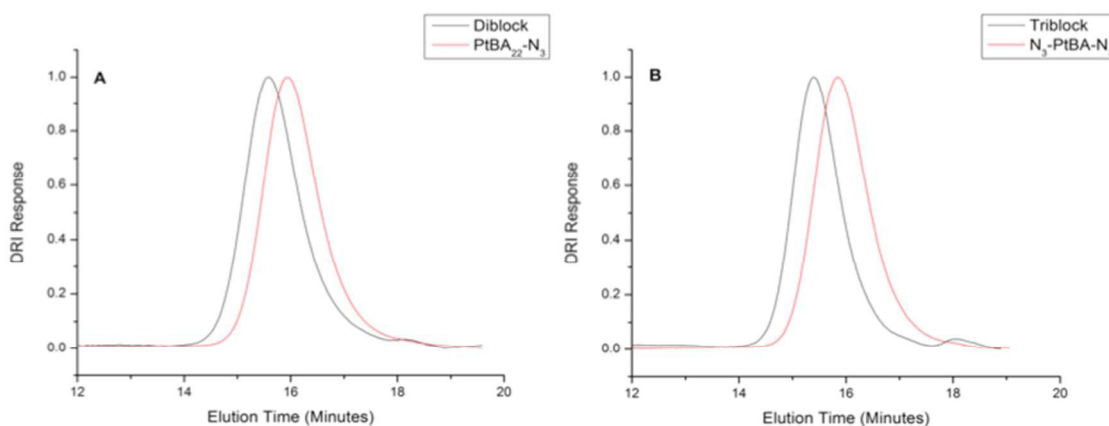 Diblock
PtBA₂₂-N₃
A
1.0
0.8
0.6
0.4
0.2
0.0
DRI Response
12
14
16
18
20
Elution Time (Minutes)
Triblock
N₃-PtBA-N
B
1.0
0.8
0.6
0.4
0.2
0.0
DRI Response
12
14
16
18
20
Elution Time (Minutes)